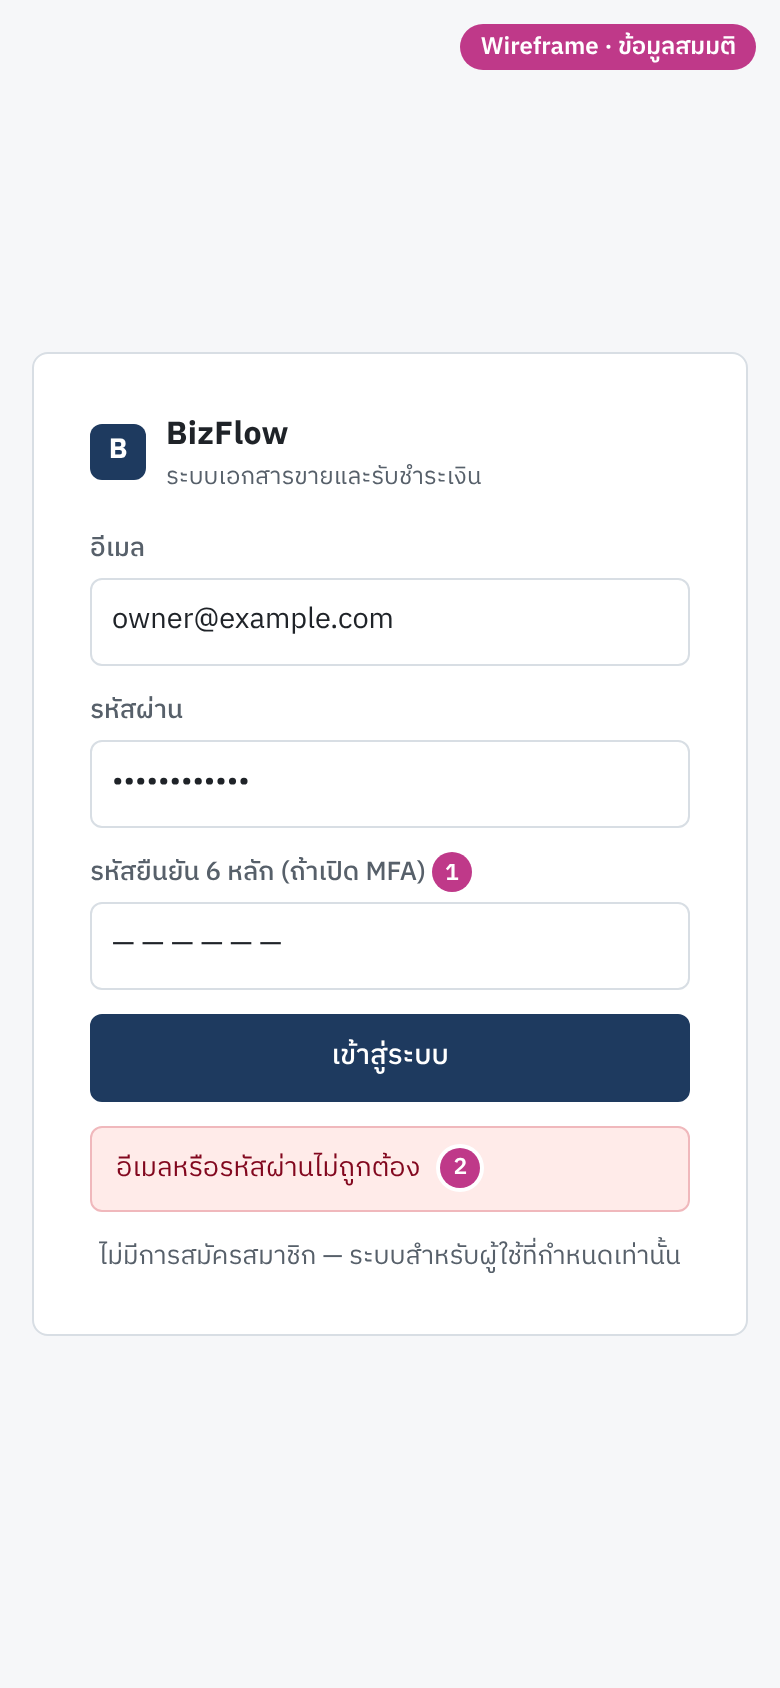 Wireframe · ข้อมูลสมมติ
B
BizFlow
ระบบเอกสารขายและรับชำระเงิน
อีเมล
owner@example.com
รหัสผ่าน
••••••••••••
รหัสยืนยัน 6 หลัก (ถ้าเปิด MFA) 1
— — — — — —
เข้าสู่ระบบ
อีเมลหรือรหัสผ่านไม่ถูกต้อง 2
ไม่มีการสมัครสมาชิก — ระบบสำหรับผู้ใช้ที่กำหนดเท่านั้น